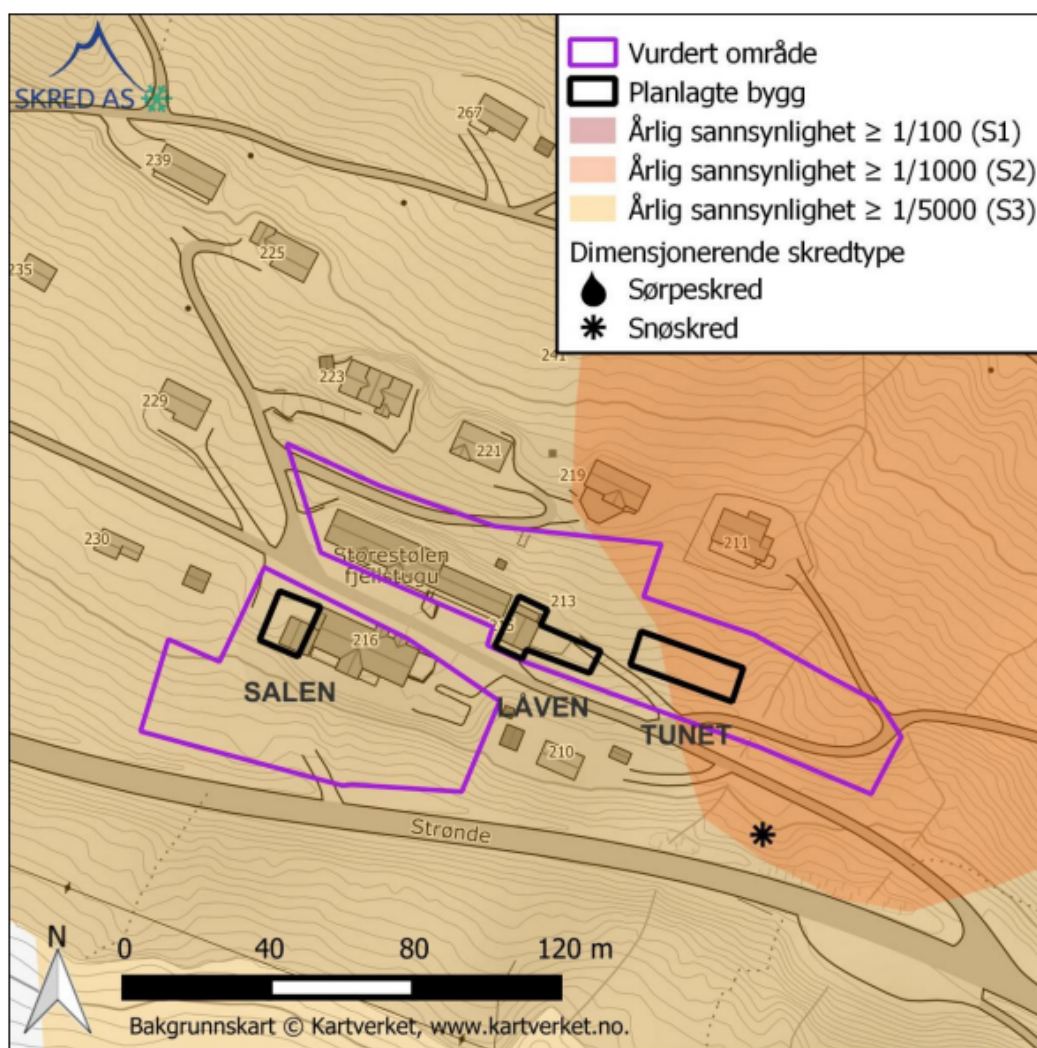 SKRED AS
Vurdert område
Planlagte bygg
Årlig sannsynlighet ≥ 1/100 (S1)
Årlig sannsynlighet ≥ 1/1000 (S2)
Årlig sannsynlighet ≥ 1/5000 (S3)
Dimensjonerende skredtype
Sørpeskred
Snøskred
267
239
225
235
241
223
229
221
219
211
230
Storestølen
fjellstugu
213
216
SALEN
LÅVEN
TUNET
210
Strønde
N
0 40 80 120 m
Bakgrunnskart © Kartverket, www.kartverket.no.